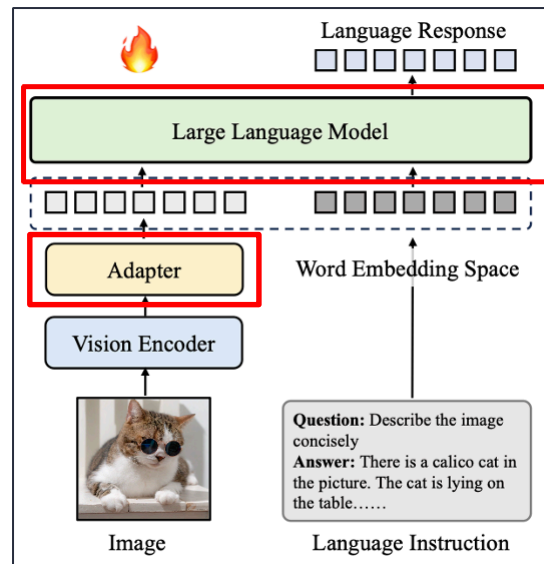 Language Response
Large Language Model
Adapter
Word Embedding Space
Vision Encoder
Question: Describe the image
concisely
Answer: There is a calico cat in
the picture. The cat is lying on
the table……
Image
Language Instruction